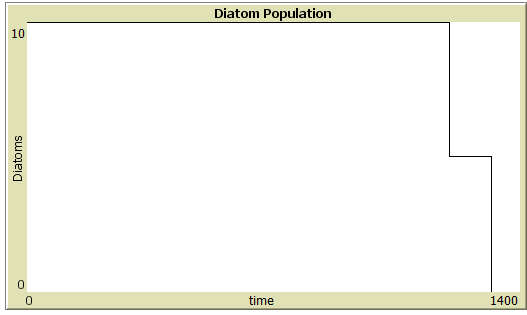 Diatom Population
10
Diatoms
0
0 time 1400